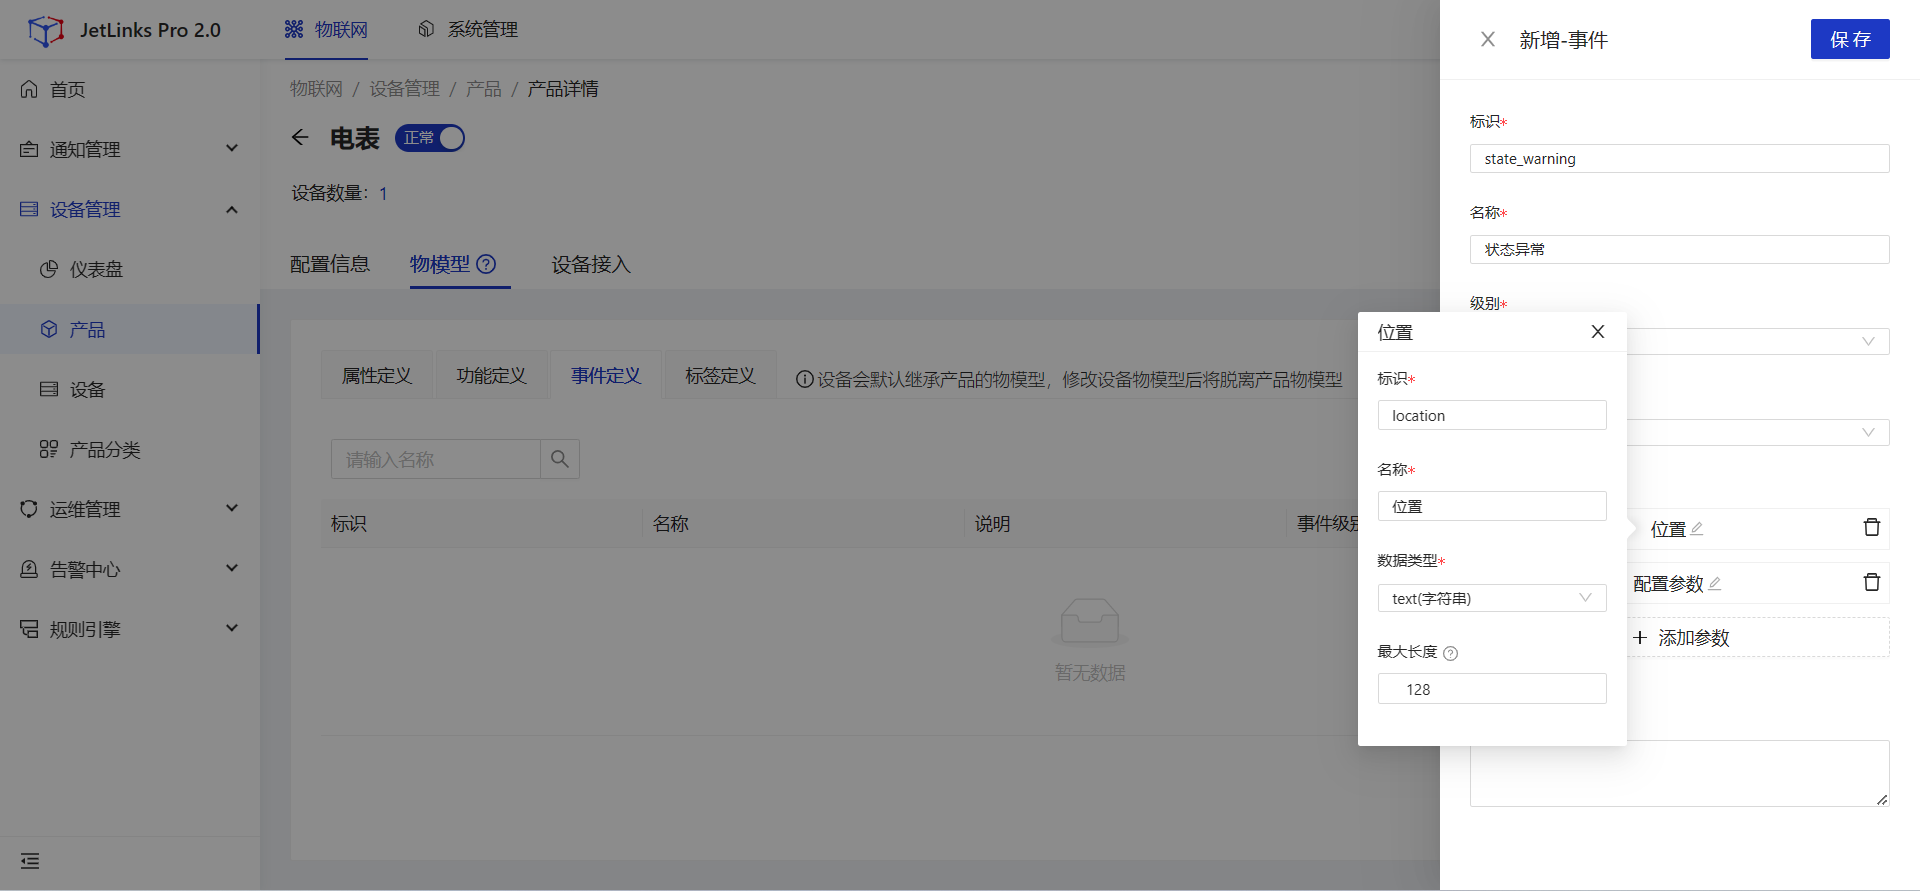 JetLinks Pro 2.0
物联网
系统管理
首页
通知管理
设备管理
仪表盘
产品
设备
产品分类
运维管理
告警中心
规则引擎
物联网 / 设备管理 / 产品 / 产品详情
电表 正常
设备数量：1
配置信息 物模型 设备接入
属性定义 功能定义 事件定义 标签定义 设备会默认继承产品的物模型，修改设备物模型后将脱离产品物模型
请输入名称
标识 名称 说明 事件级别
暂无数据
新增-事件
保 存
标识*
state_warning
名称*
状态异常
级别*
位置
标识*
location
名称*
位置
数据类型*
text(字符串)
最大长度
128
位置
配置参数
添加参数